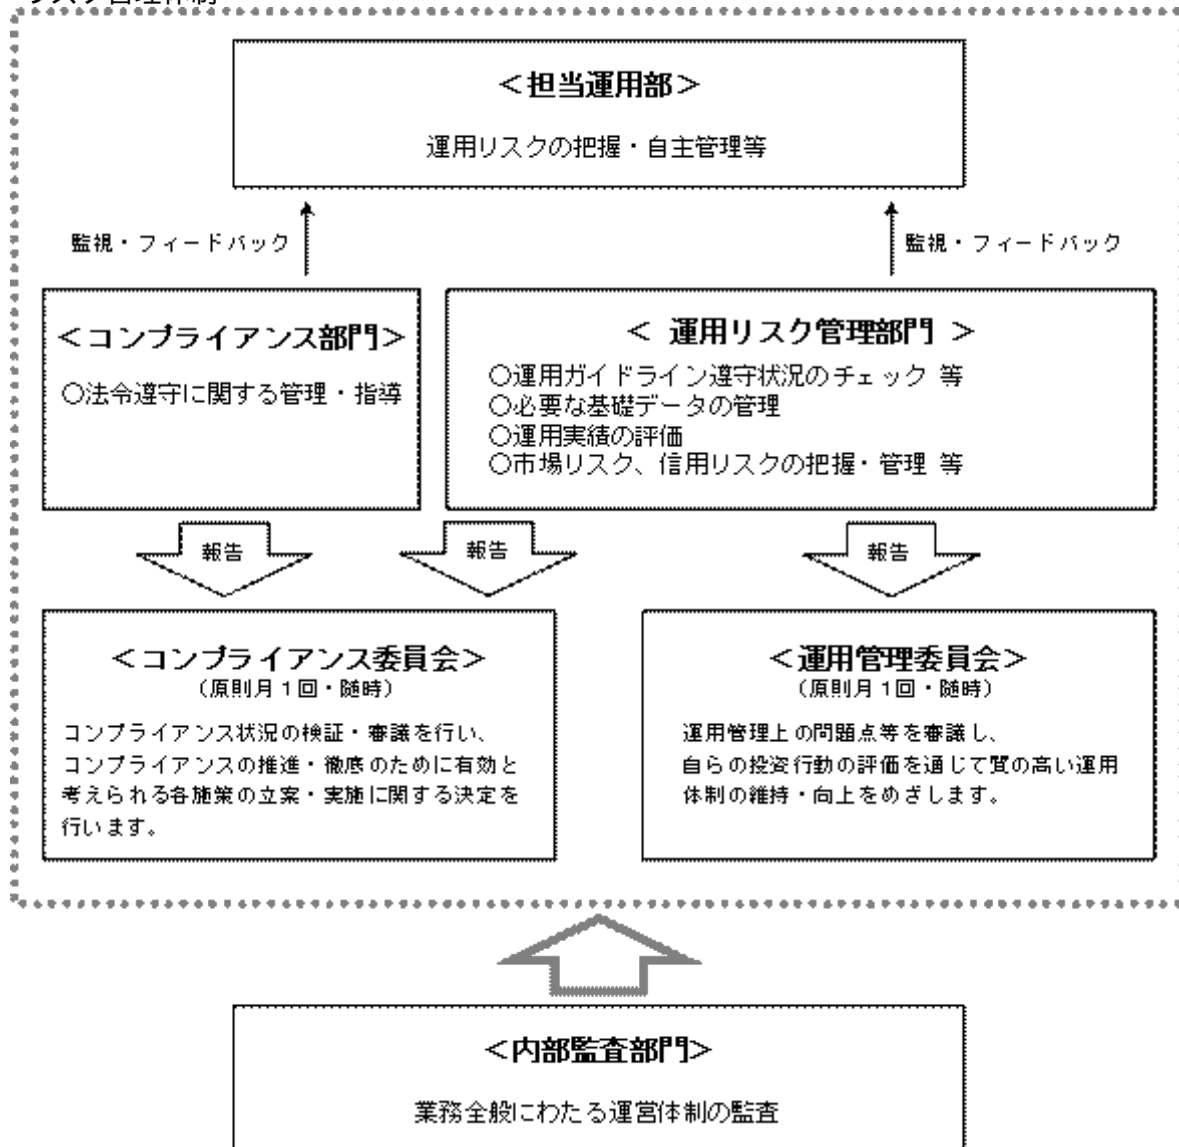 リスク管理体制
＜担当運用部＞
運用リスクの把握・自主管理等
監視・フィードバック
監視・フィードバック
＜コンプライアンス部門＞
○法令遵守に関する管理・指導
＜ 運用リスク管理部門 ＞
○運用ガイドライン遵守状況のチェック 等
○必要な基礎データの管理
○運用実績の評価
○市場リスク、信用リスクの把握・管理 等
報告
報告
報告
＜コンプライアンス委員会＞
（原則月１回・随時）
コンプライアンス状況の検証・審議を行い、
コンプライアンスの推進・徹底のために有効と
考えられる各施策の立案・実施に関する決定を
行います。
＜運用管理委員会＞
（原則月１回・随時）
運用管理上の問題点等を審議し、
自らの投資行動の評価を通じて質の高い運用
体制の維持・向上をめざします。
＜内部監査部門＞
業務全般にわたる運営体制の監査